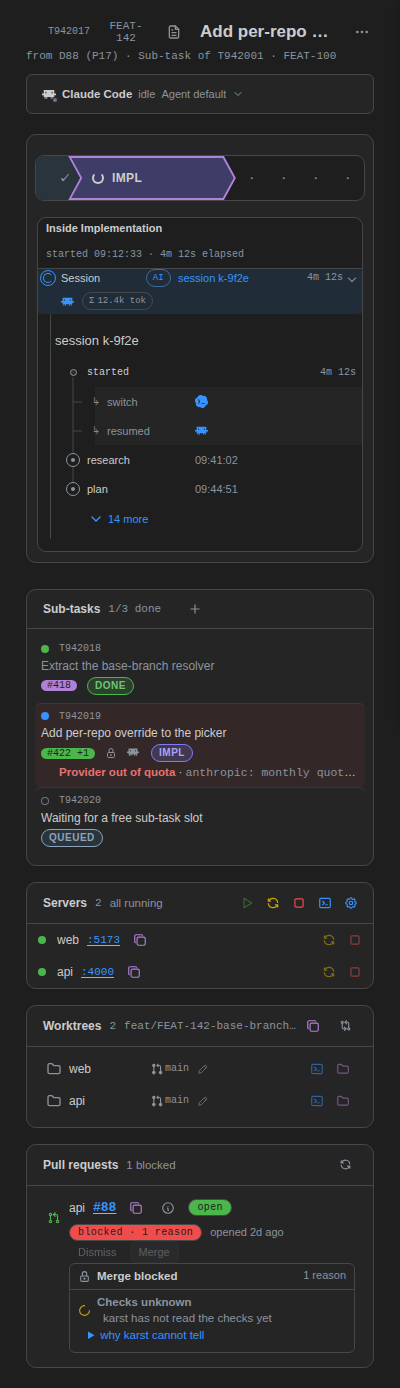 T942017 FEAT-142 Add per-repo …
from D88 (P17) · Sub-task of T942001 · FEAT-100
Claude Code idle Agent default
IMPL
Inside Implementation
started 09:12:33 · 4m 12s elapsed
Session AI session k-9f2e 4m 12s
Σ 12.4k tok
session k-9f2e
started 4m 12s
↳ switch
↳ resumed
research 09:41:02
plan 09:44:51
14 more
Sub-tasks 1/3 done
T942018
Extract the base-branch resolver
#418 DONE
T942019
Add per-repo override to the picker
#422 +1 IMPL
Provider out of quota · anthropic: monthly quot…
T942020
Waiting for a free sub-task slot
QUEUED
Servers 2 all running
web :5173
api :4000
Worktrees 2 feat/FEAT-142-base-branch…
web main
api main
Pull requests 1 blocked
api #88 open
blocked · 1 reason opened 2d ago
Dismiss Merge
Merge blocked 1 reason
Checks unknown
karst has not read the checks yet
why karst cannot tell